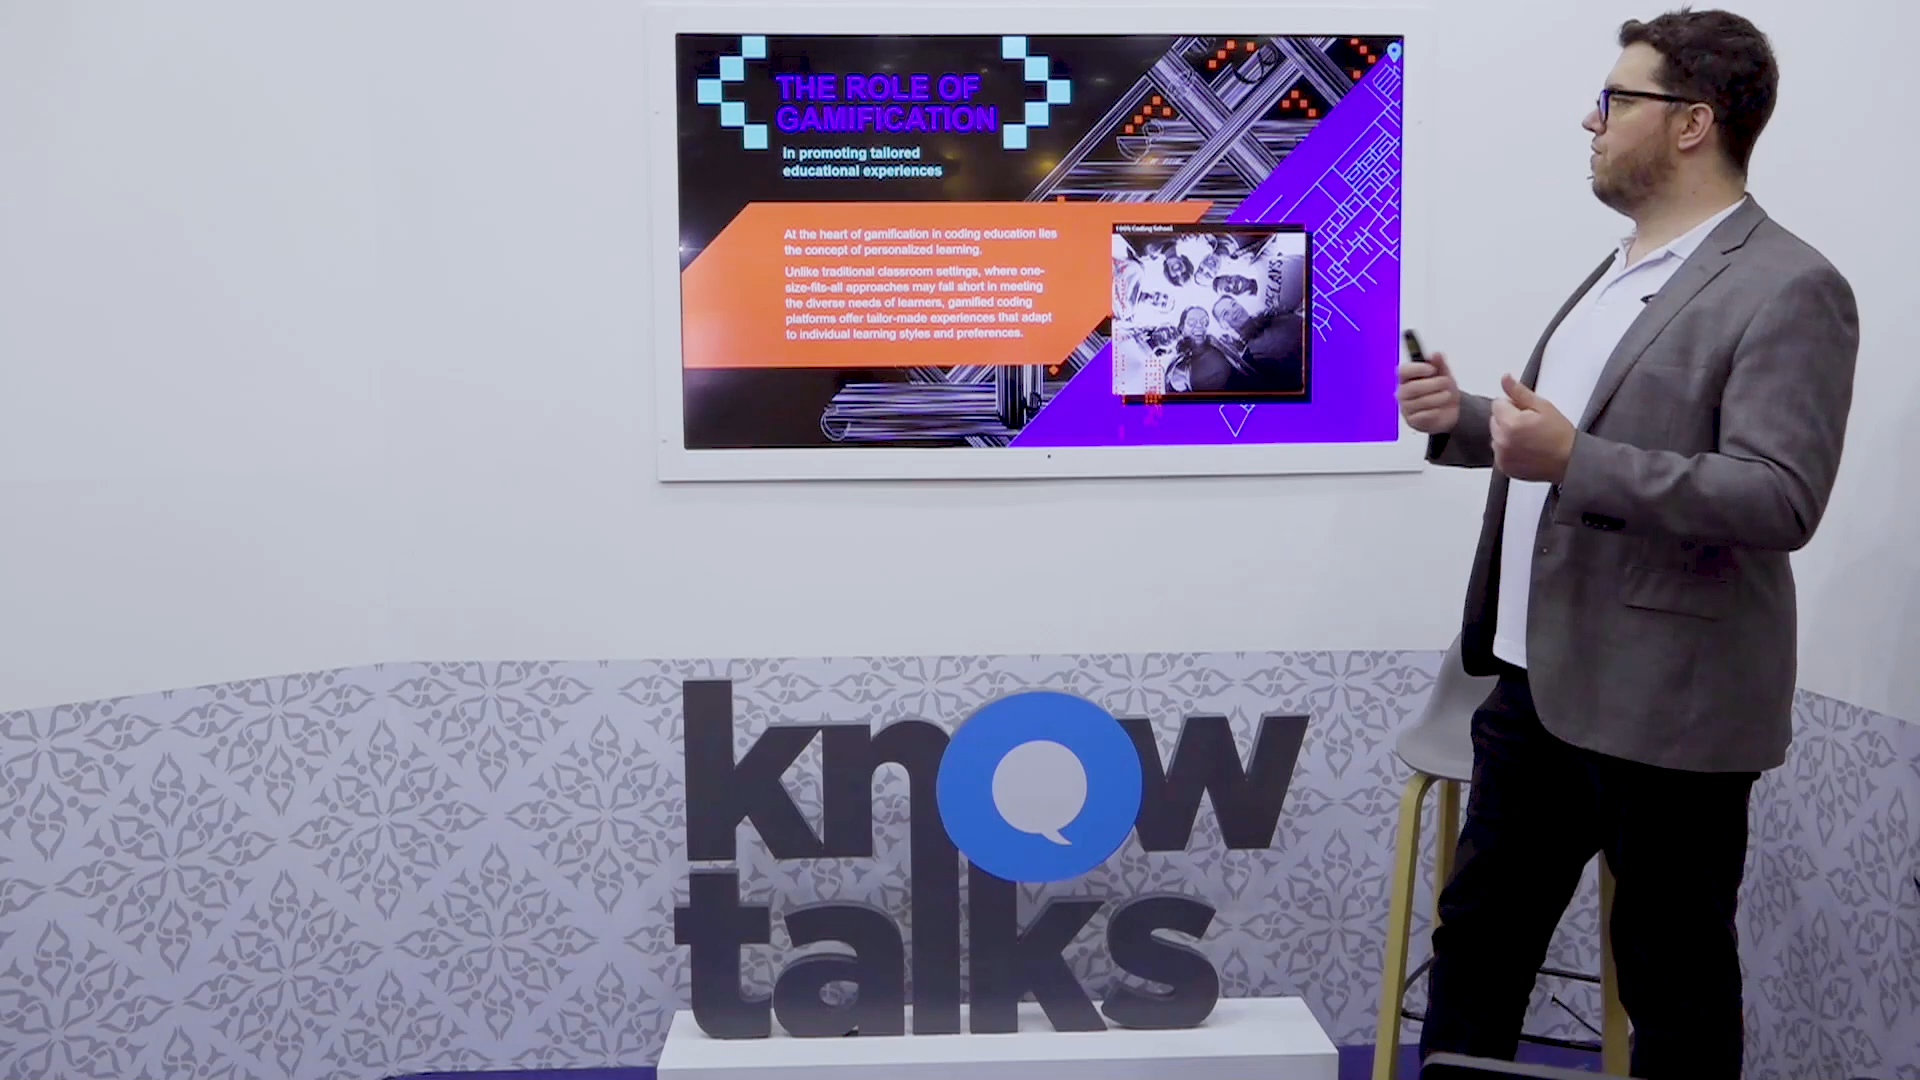 THE ROLE OF
GAMIFICATION
In promoting tailored
educational experiences
At the heart of gamification in coding education lies
the concept of personalized learning.
Unlike traditional classroom settings, where one-
size-fits-all approaches may fall short in meeting
the diverse needs of learners, gamified coding
platforms offer tailor-made experiences that adapt
to individual learning styles and preferences.
Coding School
know
talks